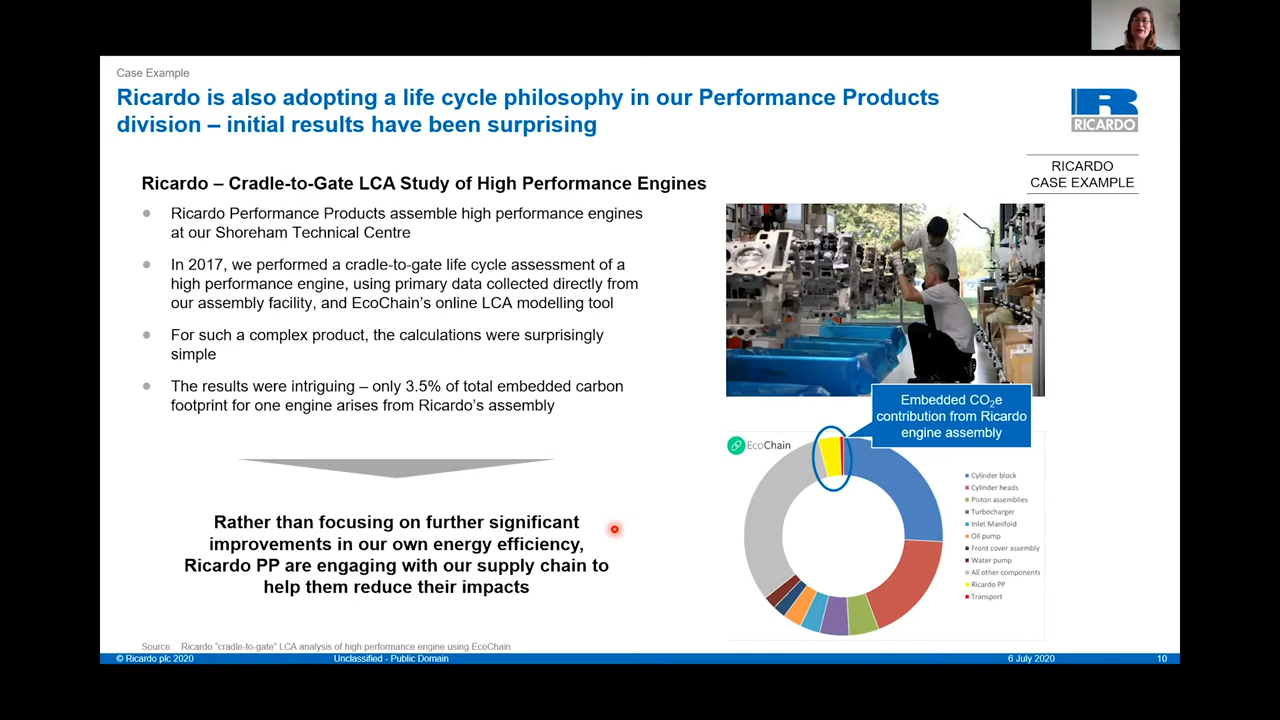 Case Example
Ricardo is also adopting a life cycle philosophy in our Performance Products
division – initial results have been surprising
RICARDO
RICARDO
CASE EXAMPLE
Ricardo – Cradle-to-Gate LCA Study of High Performance Engines
Ricardo Performance Products assemble high performance engines
at our Shoreham Technical Centre
In 2017, we performed a cradle-to-gate life cycle assessment of a
high performance engine, using primary data collected directly from
our assembly facility, and EcoChain's online LCA modelling tool
For such a complex product, the calculations were surprisingly
simple
The results were intriguing – only 3.5% of total embedded carbon
footprint for one engine arises from Ricardo's assembly
Rather than focusing on further significant
improvements in our own energy efficiency,
Ricardo PP are engaging with our supply chain to
help them reduce their impacts
Embedded CO₂e
contribution from Ricardo
engine assembly
EcoChain
Cylinder block
Cylinder heads
Piston assemblies
Turbocharger
Inlet Manifold
Oil pump
Front cover assembly
Water pump
All other components
Ricardo PP
Transport
Source: Ricardo "cradle-to-gate" LCA analysis of high performance engine using EcoChain
© Ricardo plc 2020 Unclassified - Public Domain 6 July 2020 10